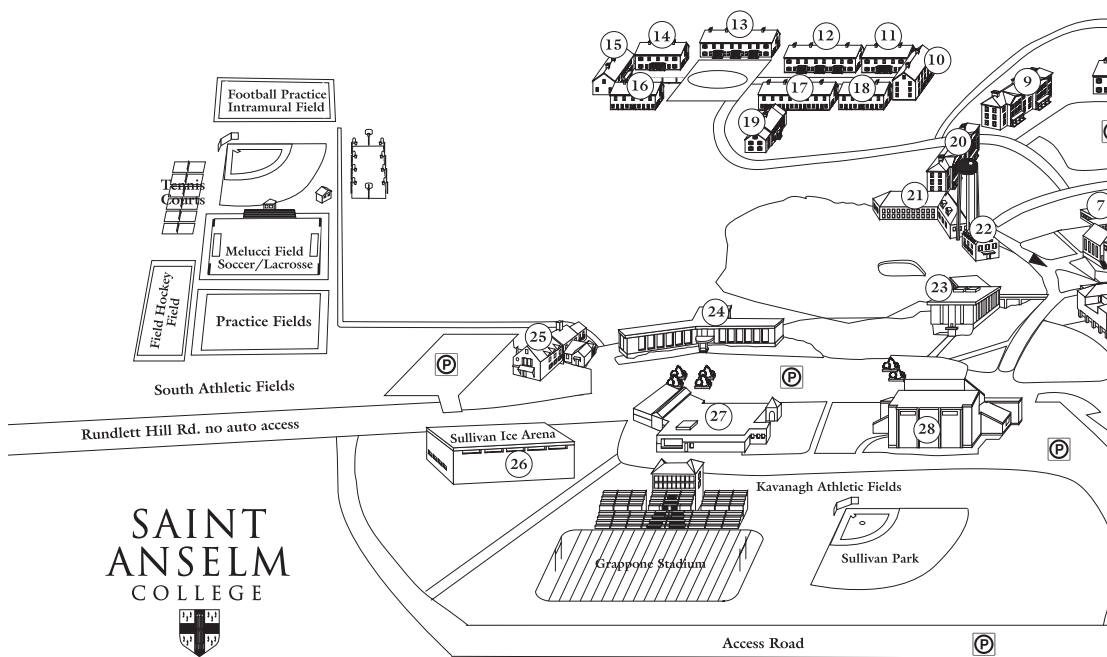 13
12
11
14
15
10
16
17
18
9
19
Football Practice
Intramural Field
20
Tennis
Courts
21
7
22
Melucci Field
Soccer/Lacrosse
23
Field Hockey
Field
Practice Fields
24
25
P
P
South Athletic Fields
27
Rundlett Hill Rd. no auto access
28
Sullivan Ice Arena
26
P
Kavanagh Athletic Fields
SAINT
ANSELM
COLLEGE
Grappone Stadium
Sullivan Park
Access Road
P